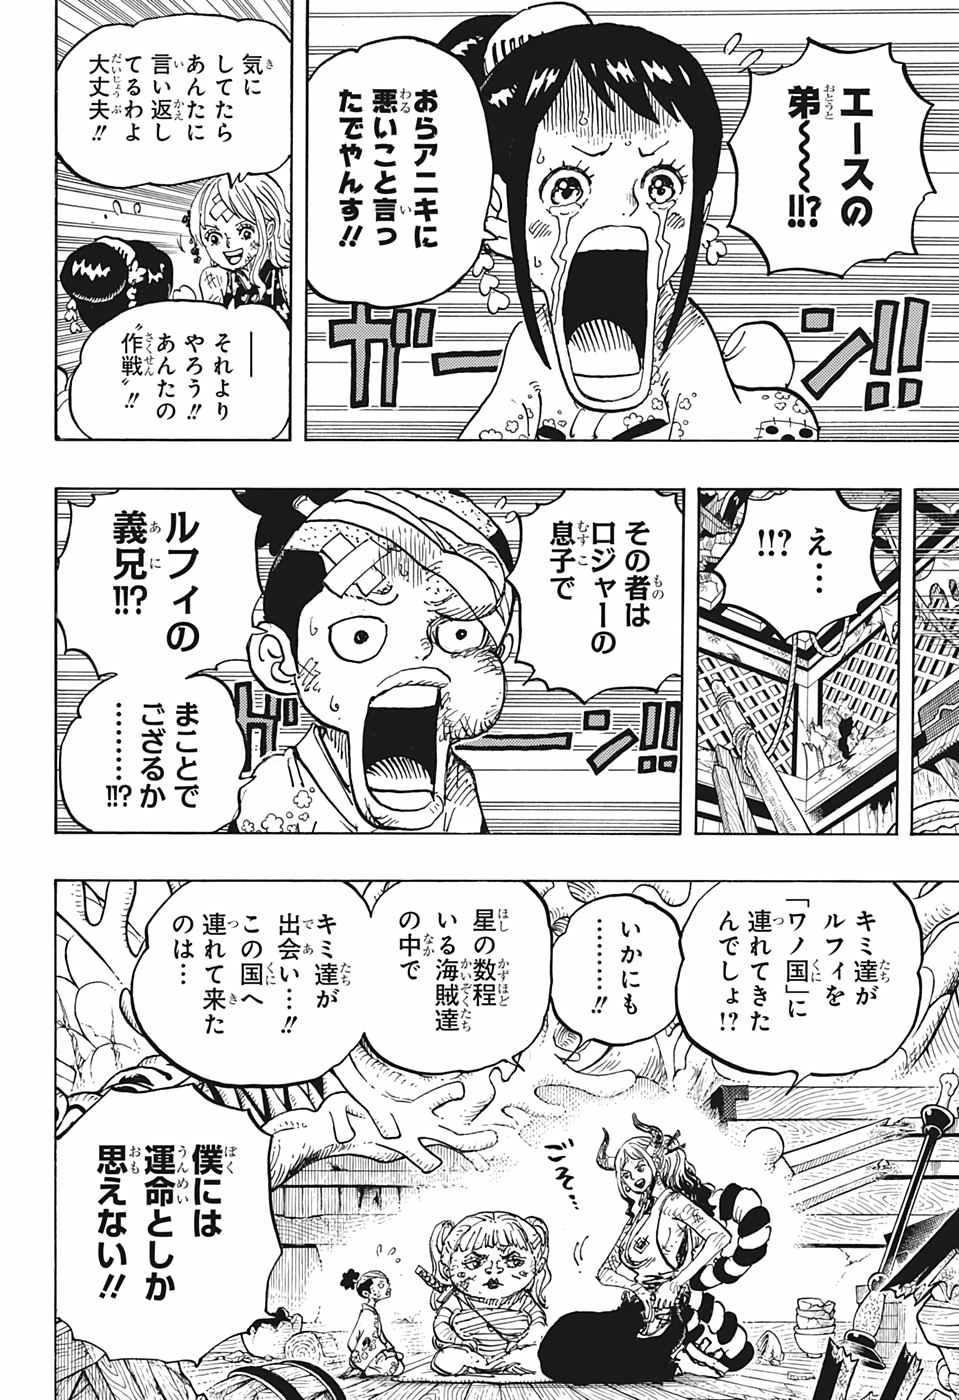 エースの
弟〜〜〜!!?
おらアニキに
悪いこと言っ
たでやんす!!
ガーーン!!
気に
してたら
あんたに
言い返し
てるわよ
大丈夫!!
――
それより
やろう!!
あんたの
"作戦"!!
え…
!!?
その者は
ロジャーの
息子で
ルフィの
義兄!!?
まことで
ござるか
………!!?
ガーーン!!
キミ達が
ルフィを
「ワノ国」に
連れてきた
んでしょ!?
いかにも
……!!
星の数程
いる海賊達
の中で
キミ達が
出会い…!!
この国へ
連れて来た
のは…
ごそ…
僕には
運命としか
思えない!!